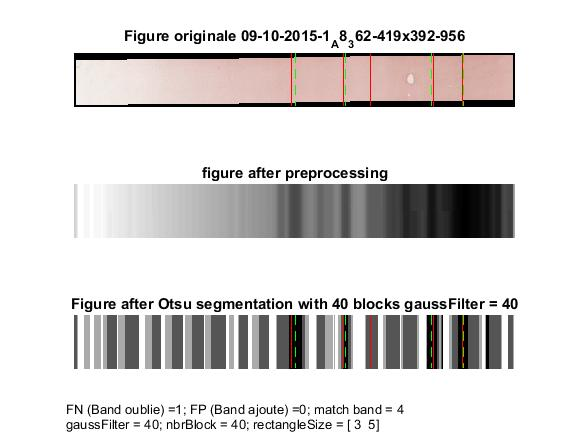 Figure originale 09-10-2015-1A8362-419x392-956
figure after preprocessing
Figure after Otsu segmentation with 40 blocks gaussFilter = 40
FN (Band oublie) =1; FP (Band ajoute) =0; match band = 4
gaussFilter = 40; nbrBlock = 40; rectangleSize = [ 3  5]